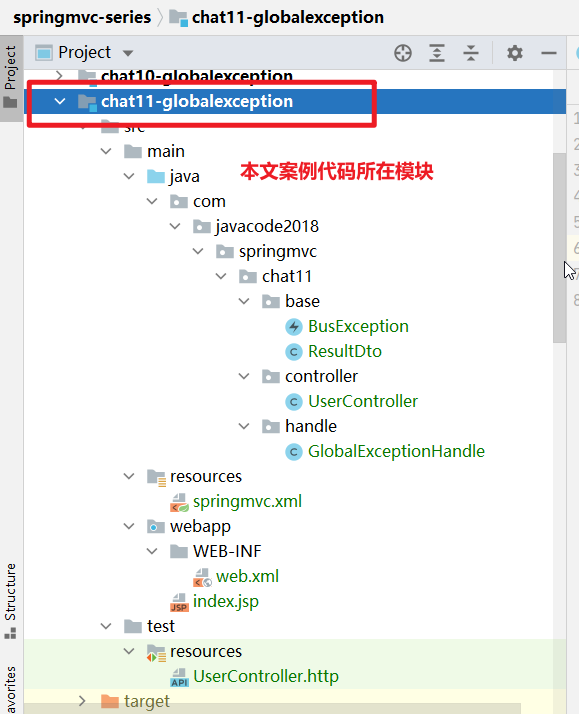 springmvc-series
chat11-globalexception
Project
Project
chat10-globalexception
chat11-globalexception
src
main
本文案例代码所在模块
java
com
javacode2018
springmvc
chat11
base
BusException
ResultDto
controller
UserController
handle
GlobalExceptionHandle
resources
springmvc.xml
webapp
WEB-INF
web.xml
index.jsp
JSP
test
resources
UserController.http
API
target
Structure
avorites